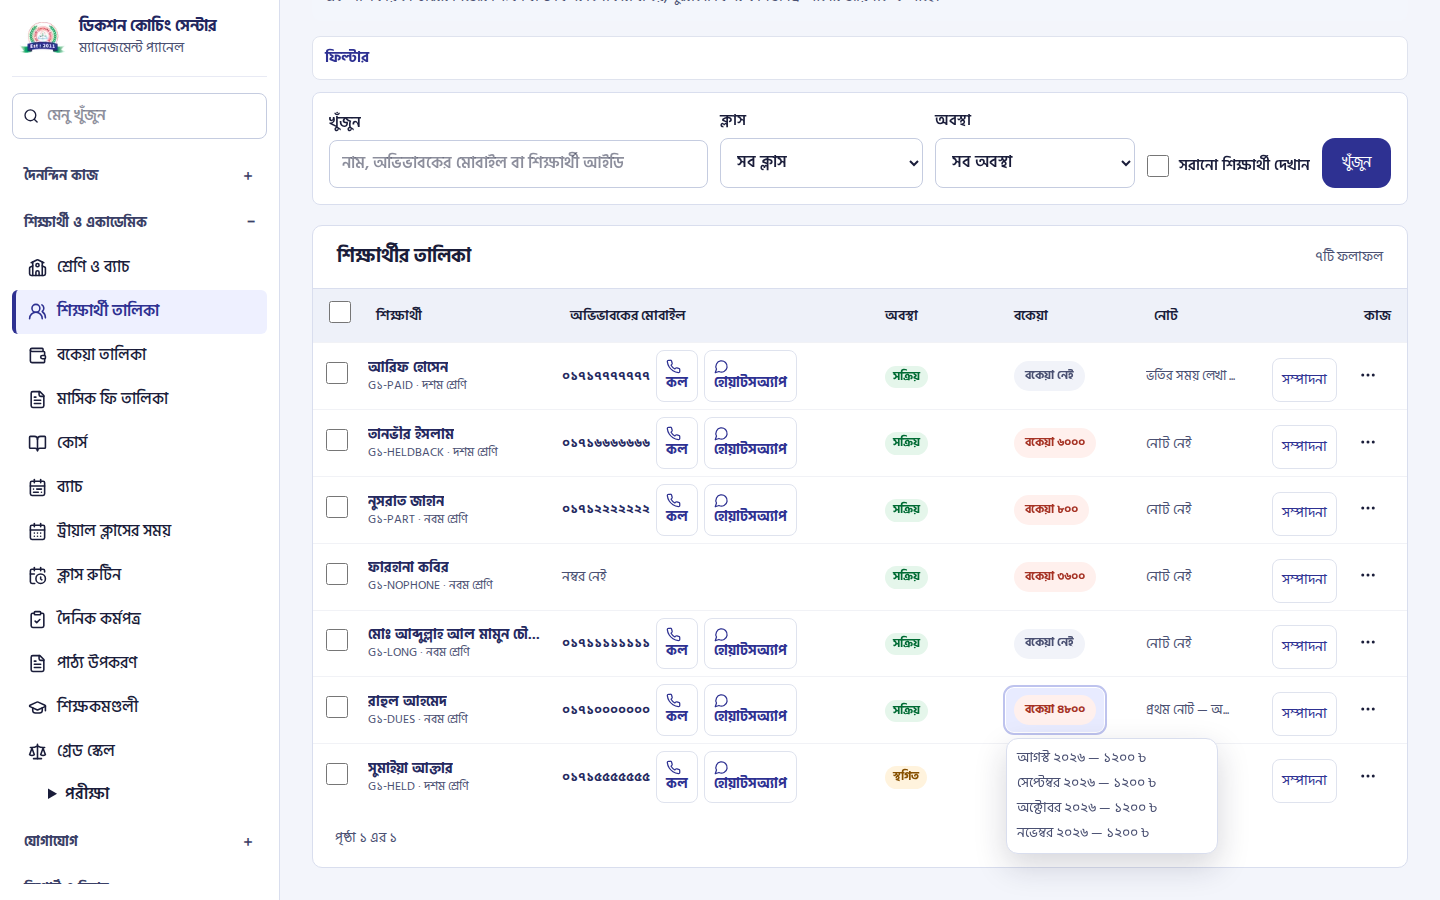 ডিকশন কোচিং সেন্টার
ম্যানেজমেন্ট প্যানেল
Est : 2011
মেনু খুঁজুন
দৈনন্দিন কাজ +
শিক্ষার্থী ও একাডেমিক −
শ্রেণি ও ব্যাচ
শিক্ষার্থী তালিকা
বকেয়া তালিকা
মাসিক ফি তালিকা
কোর্স
ব্যাচ
ট্রায়াল ক্লাসের সময়
ক্লাস রুটিন
দৈনিক কর্মপত্র
পাঠ্য উপকরণ
শিক্ষকমণ্ডলী
গ্রেড স্কেল
▶ পরীক্ষা
যোগাযোগ +
ফিল্টার
খুঁজুন ক্লাস অবস্থা
নাম, অভিভাবকের মোবাইল বা শিক্ষার্থী আইডি সব ক্লাস সব অবস্থা সরানো শিক্ষার্থী দেখান খুঁজুন
শিক্ষার্থীর তালিকা ৭টি ফলাফল
শিক্ষার্থী অভিভাবকের মোবাইল অবস্থা বকেয়া নোট কাজ
আরিফ হোসেন
G১-PAID · দশম শ্রেণি
০১৭১৭৭৭৭৭৭৭ কল হোয়াটসঅ্যাপ সক্রিয় বকেয়া নেই ভর্তির সময় লেখা ... সম্পাদনা ...
তানভীর ইসলাম
G১-HELDBACK · দশম শ্রেণি
০১৭১৬৬৬৬৬৬৬ কল হোয়াটসঅ্যাপ সক্রিয় বকেয়া ৬০০০ নোট নেই সম্পাদনা ...
নুসরাত জাহান
G১-PART · নবম শ্রেণি
০১৭১২২২২২২২ কল হোয়াটসঅ্যাপ সক্রিয় বকেয়া ৮০০ নোট নেই সম্পাদনা ...
ফারহানা কবির
G১-NOPHONE · নবম শ্রেণি
নম্বর নেই সক্রিয় বকেয়া ৩৬০০ নোট নেই সম্পাদনা ...
মোঃ আব্দুল্লাহ আল মামুন চৌ...
G১-LONG · নবম শ্রেণি
০১৭১১১১১১১১ কল হোয়াটসঅ্যাপ সক্রিয় বকেয়া নেই নোট নেই সম্পাদনা ...
রাহুল আহমেদ
G১-DUES · নবম শ্রেণি
০১৭১০০০০০০০ কল হোয়াটসঅ্যাপ সক্রিয় বকেয়া ৪৮০০ প্রথম নোট — অ... সম্পাদনা ...
সুমাইয়া আক্তার
G১-HELD · দশম শ্রেণি
০১৭১৫৫৫৫৫৫৫ কল হোয়াটসঅ্যাপ স্থগিত সম্পাদনা ...
আগস্ট ২০২৬ — ১২০০ ৳
সেপ্টেম্বর ২০২৬ — ১২০০ ৳
অক্টোবর ২০২৬ — ১২০০ ৳
নভেম্বর ২০২৬ — ১২০০ ৳
পৃষ্ঠা ১ এর ১